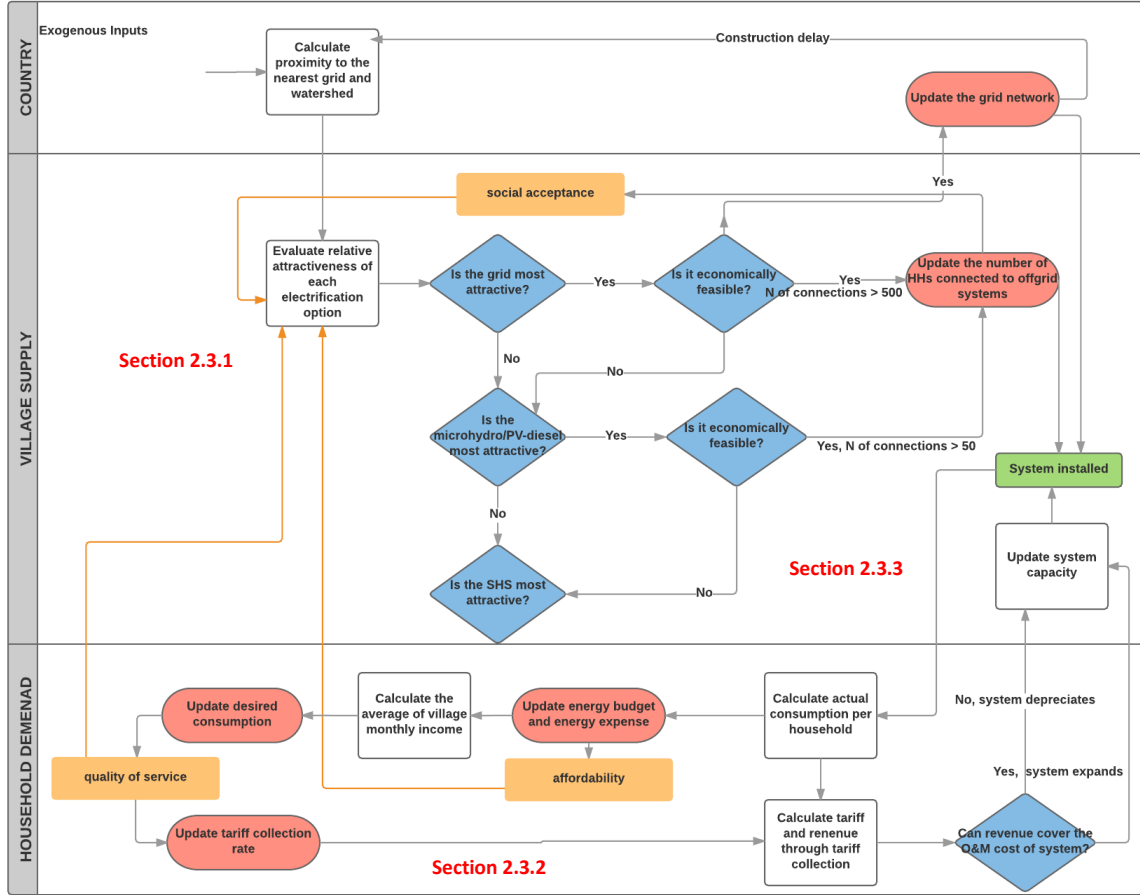 COUNTRY
Exogenous Inputs
Calculate
proximity to the
nearest grid and
watershed
Construction delay
Update the grid network
VILLAGE SUPPLY
social acceptance
Yes
Evaluate relative
attractiveness of
each
electrification
option
Is the grid most
attractive?
Yes
Is it economically
feasible?
Yes
N of connections > 500
Update the number of
HHs connected to offgrid
systems
Section 2.3.1
No
No
Is the
microhydro/PV-diesel
most attractive?
Yes
Is it economically
feasible?
Yes, N of connections > 50
System installed
No
Section 2.3.3
Update system
capacity
Is the SHS most
attractive?
No
HOUSEHOLD DEMENAD
Update desired
consumption
Calculate the
average of village
monthly income
Update energy budget
and energy expense
Calculate actual
consumption per
household
No, system depreciates
quality of service
affordability
Yes, system expands
Update tariff collection
rate
Section 2.3.2
Calculate tariff
and renenue
through tariff
collection
Can revenue cover the
O&M cost of system?